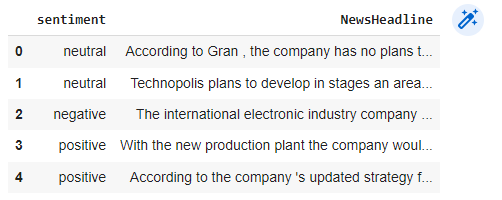 sentiment NewsHeadline
0 neutral According to Gran , the company has no plans t...
1 neutral Technopolis plans to develop in stages an area...
2 negative The international electronic industry company ...
3 positive With the new production plant the company woul...
4 positive According to the company 's updated strategy f...